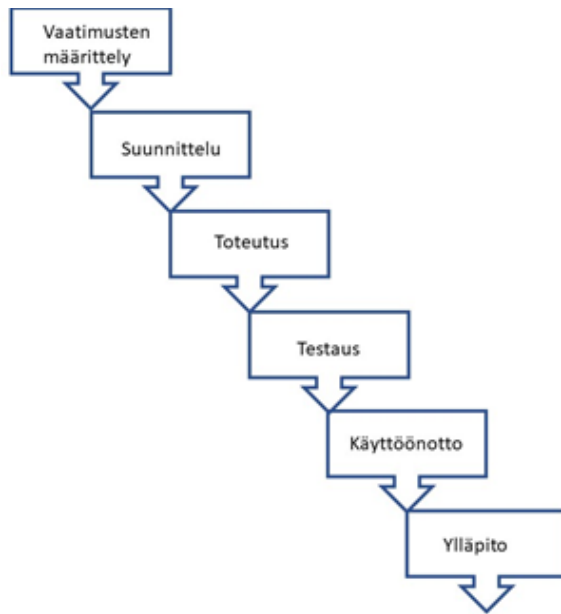 Vaatimusten
määrittely
Suunnittelu
Toteutus
Testaus
Käyttöönotto
Ylläpito